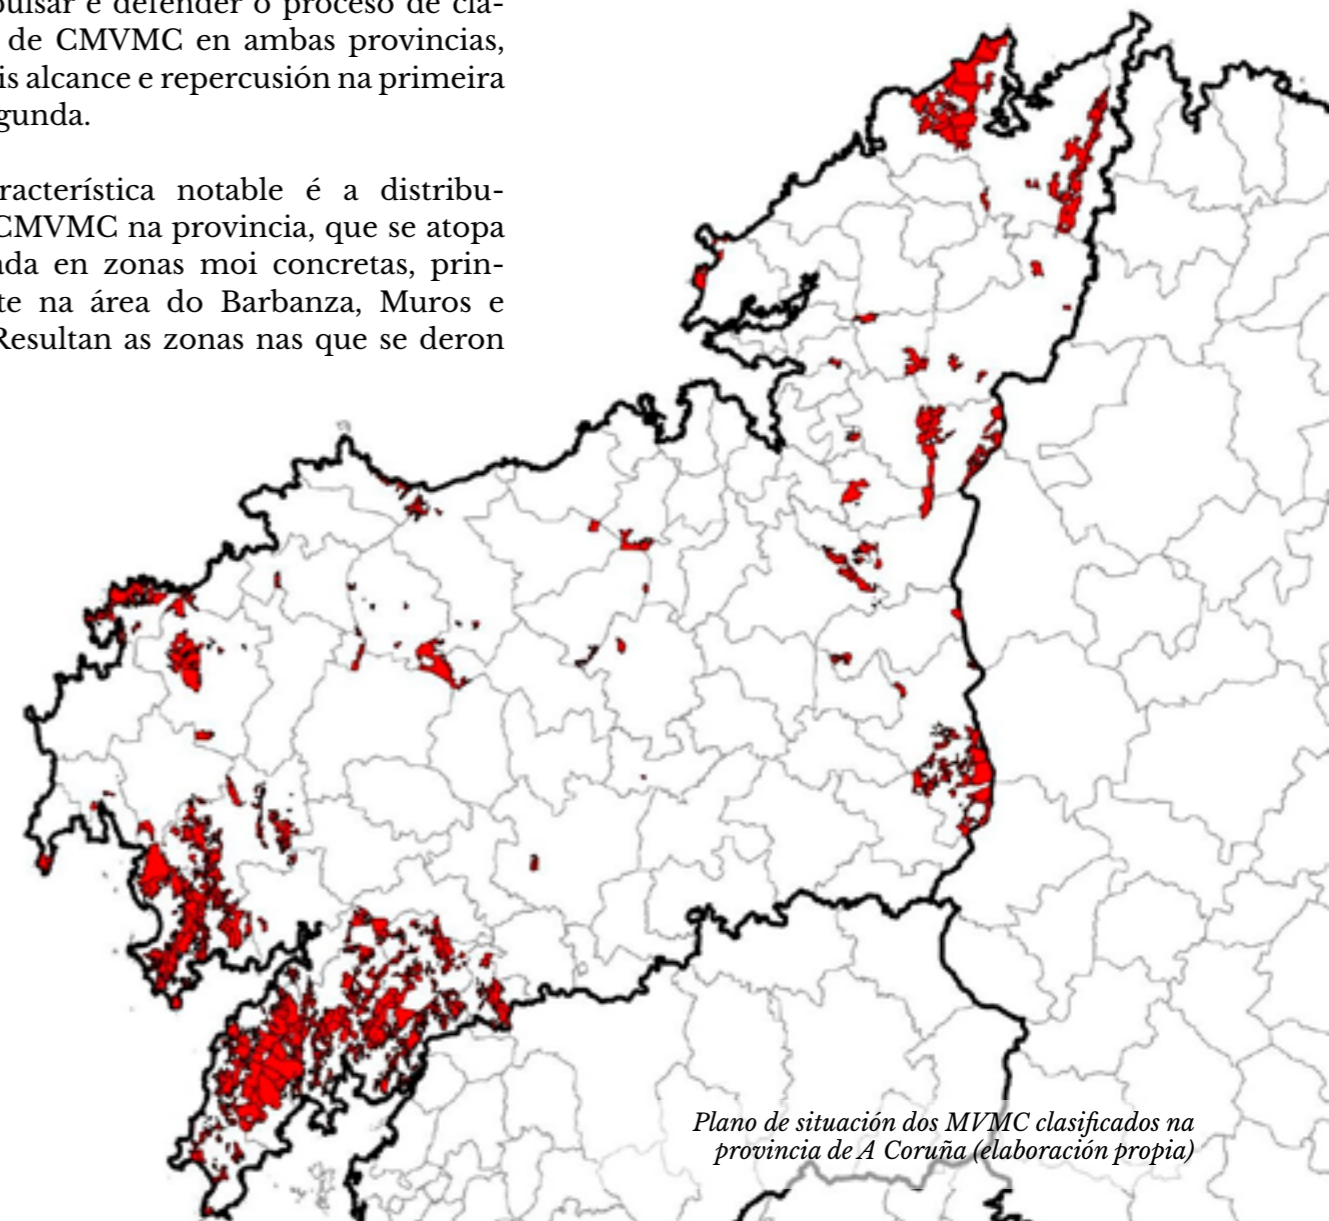 pulsar e defender o proceso de cla-
de CMVMC en ambas provincias,
is alcance e repercusión na primeira
gunda.
racterística notable é a distribu-
CMVMC na provincia, que se atopa
ada en zonas moi concretas, prin-
te na área do Barbanza, Muros e
Resultan as zonas nas que se deron
Plano de situación dos MVMC clasificados na
provincia de A Coruña (elaboración propia)